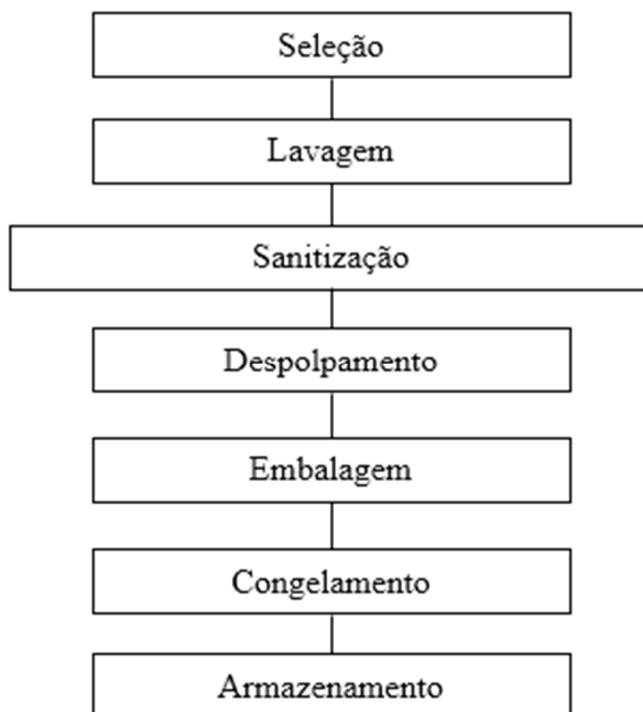 Seleção
Lavagem
Sanitização
Despolpamento
Embalagem
Congelamento
Armazenamento